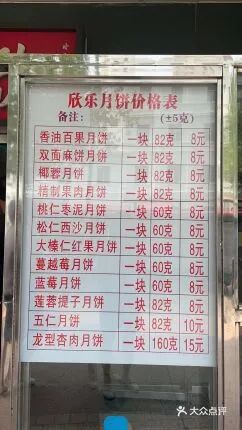 欣乐月饼价格表
备注： (±5克)
香油百果月饼 一块 82克 8元
双面麻饼月饼 一块 82克 8元
椰蓉月饼 一块 82克 8元
精制果肉月饼 一块 82克 8元
桃仁枣泥月饼 一块 60克 8元
松仁西沙月饼 一块 60克 8元
大榛仁红果月饼 一块 60克 8元
蔓越莓月饼 一块 60克 8元
蓝莓月饼 一块 60克 8元
莲蓉提子月饼 一块 82克 8元
五仁月饼 一块 82克 10元
龙型杏肉月饼 一块 160克 15元
大众点评